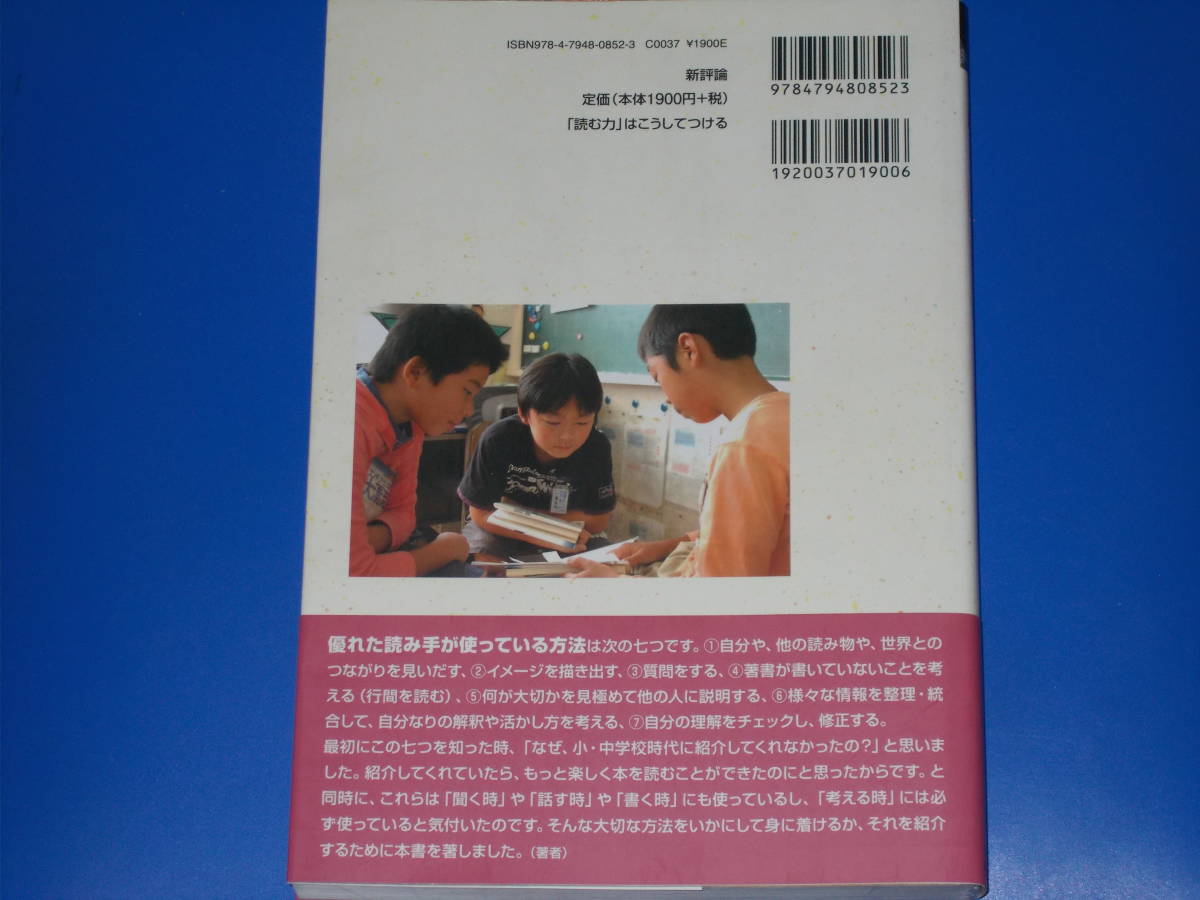 ISBN978-4-7948-0852-3 C0037 ¥1900E
新評論
定価(本体1900円+税)
「読む力」はこうしてつける
9784794808523
1920037019006
優れた読み手が使っている方法は次の七つです。①自分や、他の読み物や、世界との
つながりを見いだす、②イメージを描き出す、③質問をする、④著書が書いていないことを考
える(行間を読む)、⑤何が大切かを見極めて他の人に説明する、⑥様々な情報を整理・統
合して、自分なりの解釈や活かし方を考える、⑦自分の理解をチェックし、修正する。
最初にこの七つを知った時、「なぜ、小・中学校時代に紹介してくれなかったの?」と思いま
した。紹介してくれていたら、もっと楽しく本を読むことができたのにと思ったからです。と
同時に、これらは「聞く時」や「話す時」や「書く時」にも使っているし、「考える時」には必
ず使っていると気付いたのです。そんな大切な方法をいかにして身に着けるか、それを紹介
するために本書を著しました。(著者)